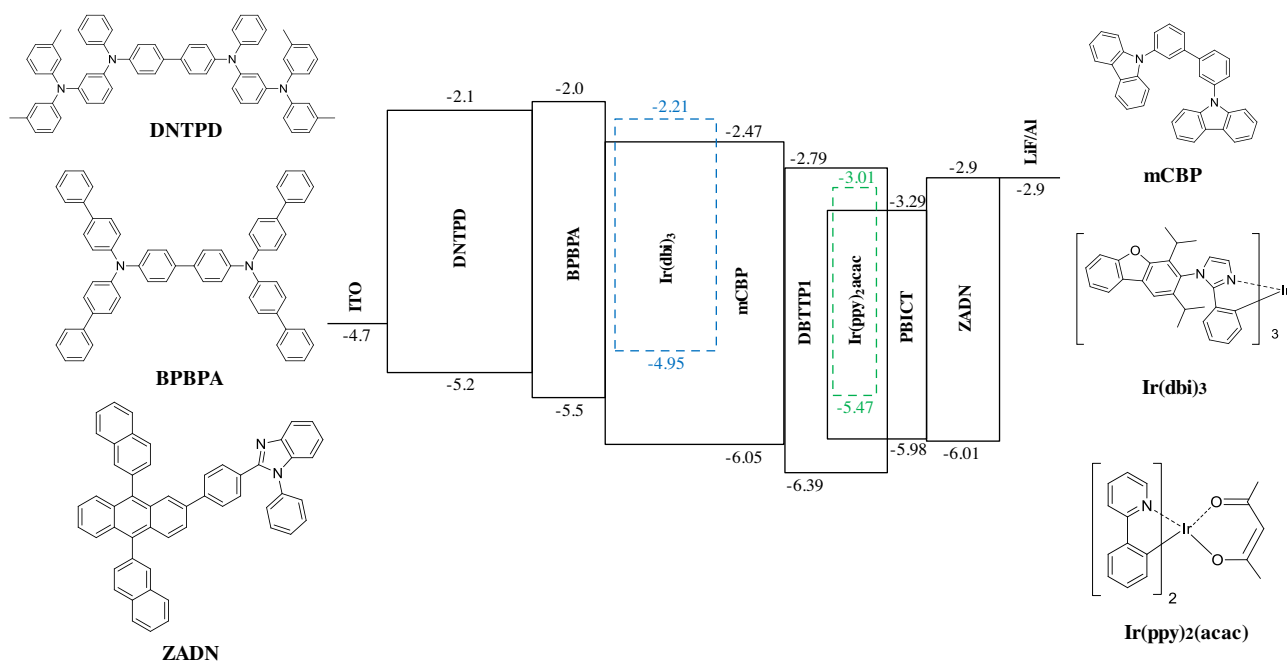 DNTPD
BPBPA
ZADN
ITO
-4.7
-2.1
DNTPD
-5.2
-2.0
BPBPA
-5.5
-2.21
Ir(dbi)₃
-4.95
-2.47
mCBP
-6.05
-2.79
DBTTP1
-6.39
-3.01
Ir(ppy)₂acac
-5.47
-3.29
PBICT
-5.98
-2.9
ZADN
-6.01
LiF/Al
-2.9
mCBP
Ir(dbi)3
Ir(ppy)2(acac)
N
N
N
N
N
N
N
N
N
N
O
N
N
Ir
3
N
O
Ir
O
2